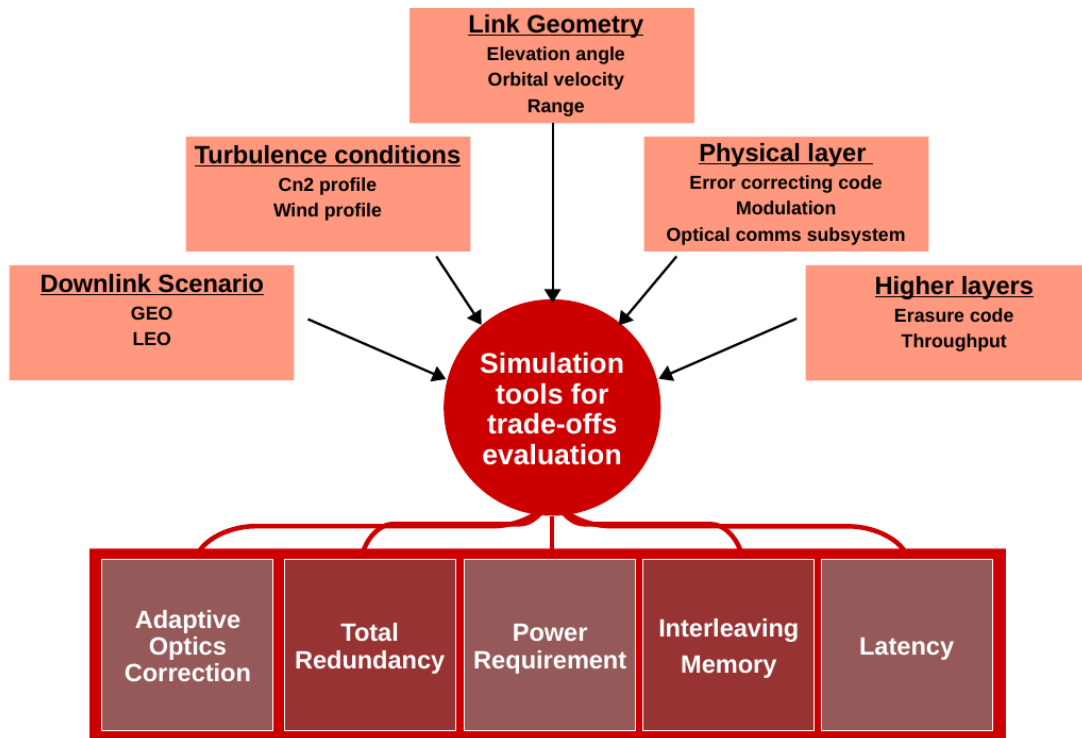 Link Geometry
Elevation angle
Orbital velocity
Range
Turbulence conditions
Cn2 profile
Wind profile
Physical layer
Error correcting code
Modulation
Optical comms subsystem
Downlink Scenario
GEO
LEO
Higher layers
Erasure code
Throughput
Simulation
tools for
trade-offs
evaluation
Adaptive
Optics
Correction
Total
Redundancy
Power
Requirement
Interleaving
Memory
Latency